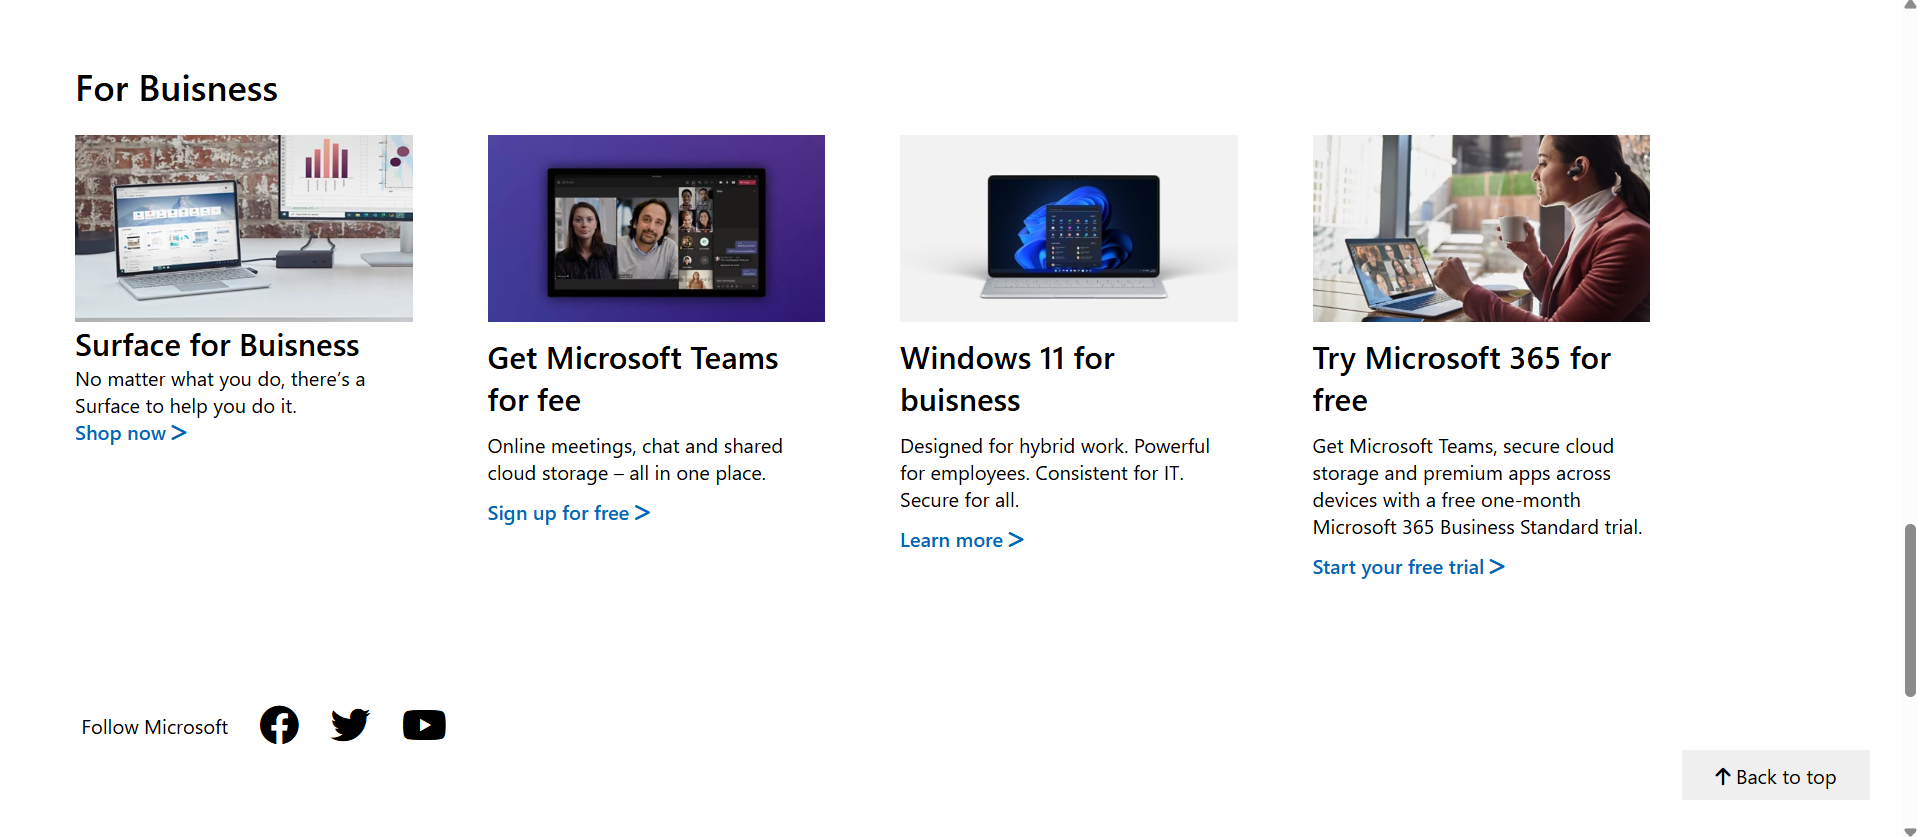 For Buisness
Surface for Buisness
No matter what you do, there’s a
Surface to help you do it.
Shop now >
Get Microsoft Teams
for fee
Online meetings, chat and shared
cloud storage – all in one place.
Sign up for free >
Windows 11 for
buisness
Designed for hybrid work. Powerful
for employees. Consistent for IT.
Secure for all.
Learn more >
Try Microsoft 365 for
free
Get Microsoft Teams, secure cloud
storage and premium apps across
devices with a free one-month
Microsoft 365 Business Standard trial.
Start your free trial >
Follow Microsoft
↑ Back to top